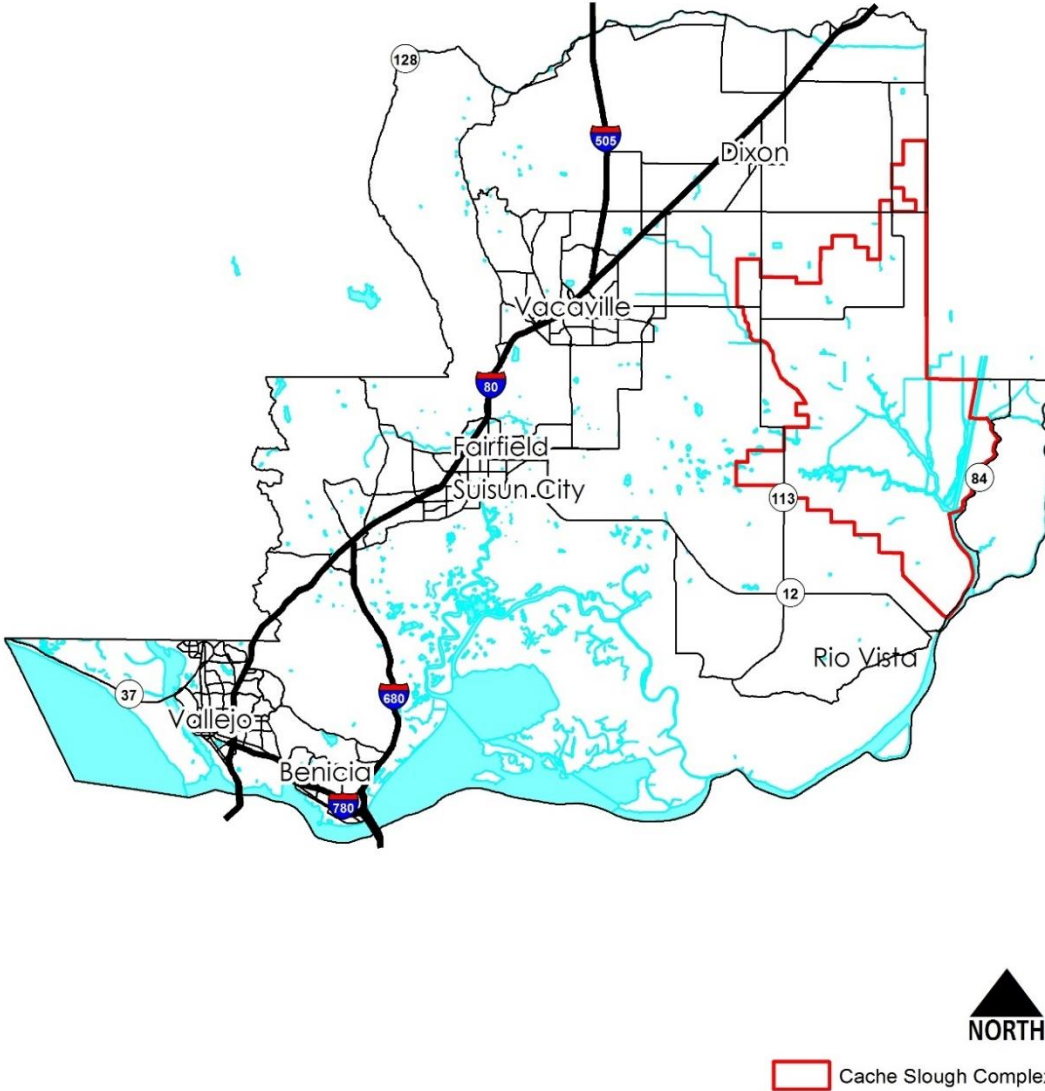 128
505
Dixon
Vacaville
80
Fairfield
Suisun City
84
113
12
Rio Vista
37
680
Vallejo
Benicia
780
NORTH
Cache Slough Comple